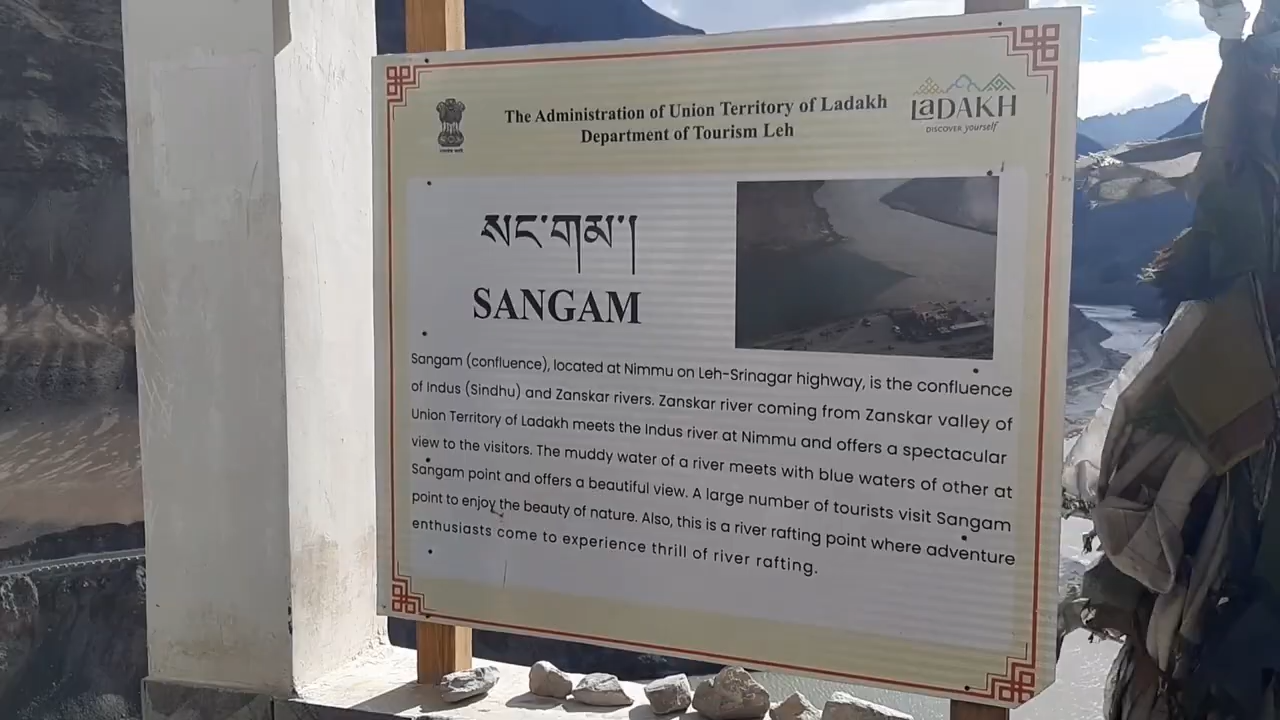 The Administration of Union Territory of Ladakh
Department of Tourism Leh
LaDAKH
DISCOVER yourself
སང་གམ་།
SANGAM
Sangam (confluence), located at Nimmu on Leh-Srinagar highway, is the confluence
of Indus (Sindhu) and Zanskar rivers. Zanskar river coming from Zanskar valley of
Union Territory of Ladakh meets the Indus river at Nimmu and offers a spectacular
view to the visitors. The muddy water of a river meets with blue waters of other at
Sangam point and offers a beautiful view. A large number of tourists visit Sangam
point to enjoy the beauty of nature. Also, this is a river rafting point where adventure
enthusiasts come to experience thrill of river rafting.